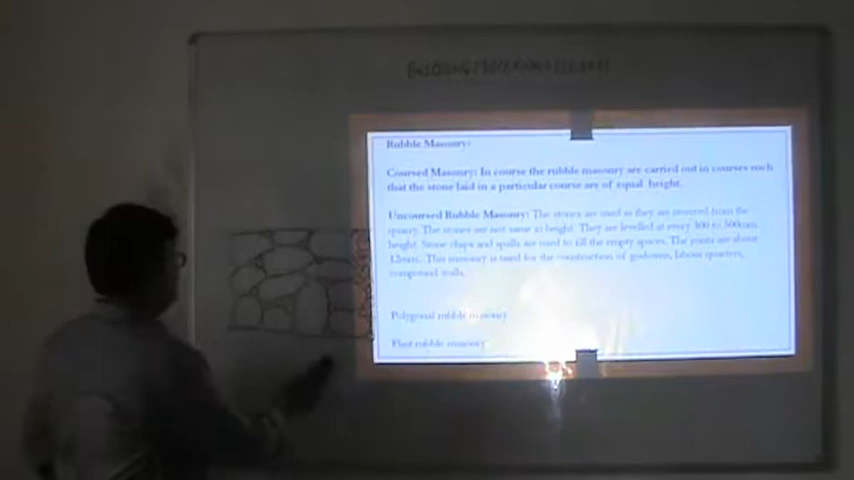 Rubble Masonry:
Coursed Masonry: In course the rubble masonry are carried out in courses such
that the stone laid in a particular course are of equal height.
Uncoursed Rubble Masonry: The stones are used as they are received from the
quarry. The stones are not same in height. They are levelled at every 300 to 500mm
height. Stone chips and spalls are used to fill the empty spaces. The joints are about
12mm. This masonry is used for the construction of godowns, labour quarters,
compound walls.
Polygonal rubble masonry
Flint rubble masonry